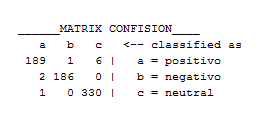 ______MATRIX CONFISION____
a b c <-- classified as
189 1 6 | a = positivo
2 186 0 | b = negativo
1 0 330 | c = neutral